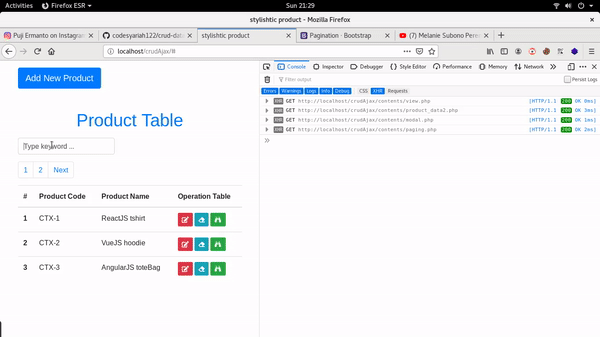 Activities Firefox ESR Sun 21:29
stylishtic product - Mozilla Firefox
Puji Ermanto on Instagram codesyariah122/crud-data stylishtic product Pagination · Bootstrap (7) Melanie Subono Per
localhost/crudAjax/#
Add New Product
Product Table
Type keyword ...
1 2 Next
# Product Code Product Name Operation Table
1 CTX-1 ReactJS tshirt
2 CTX-2 VueJS hoodie
3 CTX-3 AngularJS toteBag
Inspector Console Debugger Style Editor Performance Memory Network Storage
Filter output Persist Logs
Errors Warnings Logs Info Debug CSS XHR Requests
XHR GET http://localhost/crudAjax/contents/view.php [HTTP/1.1 200 OK 0ms]
XHR GET http://localhost/crudAjax/contents/product_data2.php [HTTP/1.1 200 OK 3ms]
XHR GET http://localhost/crudAjax/contents/modal.php [HTTP/1.1 200 OK 1ms]
XHR GET http://localhost/crudAjax/contents/paging.php [HTTP/1.1 200 OK 2ms]